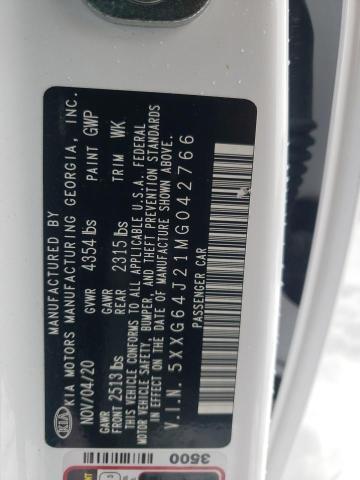 MANUFACTURED BY
KIA KIA MOTORS MANUFACTURING GEORGIA, INC.
NOV/04/20 GVWR 4354 lbs PAINT GWP
GAWR FRONT 2513 lbs GAWR REAR 2315 lbs TRIM WK
THIS VEHICLE CONFORMS TO ALL APPLICABLE U.S.A. FEDERAL
MOTOR VEHICLE SAFETY, BUMPER, AND THEFT PREVENTION STANDARDS
IN EFFECT ON THE DATE OF MANUFACTURE SHOWN ABOVE.
V.I.N. 5XXG64J21MG042766
PASSENGER CAR
3500